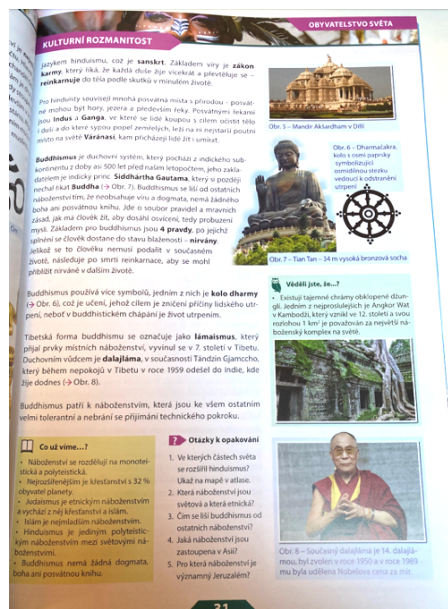 OBYVATELSTVO SVĚTA
KULTURNÍ ROZMANITOST
jazykem hinduismu, což je sanskrt. Základem víry je zákon
karmy, který říká, že každá duše žije vícekrát a převtěluje se –
reinkarnuje do těla podle skutků v minulém životě.
Pro hinduisty souvisejí mnohá posvátná místa s přírodou – posvát-
né mohou být hory, jezera a především řeky. Posvátnými řekami
jsou Indus a Ganga, ve které se lidé koupou s cílem očistit tělo
i duši a do které sypou popel zemřelých, leží na ní nejstarší poutní
místo na světě Váránasí, kam přicházejí lidé žít i umírat.
Buddhismus je duchovní systém, který pochází z indického sub-
kontinentu z doby asi 500 let před naším letopočtem, jeho zakla-
datelem je indický princ Siddhártha Gautama, který si později
nechal říkat Buddha (→ Obr. 7). Buddhismus se liší od ostatních
náboženství tím, že neobsahuje víru a dogmata, nemá žádného
boha ani posvátnou knihu. Jde o soubor pravidel a mravních
zásad, jak má člověk žít, aby dosáhl osvícení, tedy probuzení
mysli. Základem pro buddhismus jsou 4 pravdy, po jejichž
splnění se člověk dostane do stavu blaženosti – nirvány.
Jelikož se to člověku nemusí podařit v současném
životě, následuje po smrti reinkarnace, aby se mohl
přiblížit nirváně v dalším životě.
Buddhismus používá více symbolů, jedním z nich je kolo dharmy
(→ Obr. 6), což je učení, jehož cílem je zničení příčiny lidského utr-
pení, neboť v buddhistickém chápání je život utrpením.
Tibetská forma buddhismu se označuje jako lámaismus, který
přijal prvky místních náboženství, vyvinul se v 7. století v Tibetu.
Duchovním vůdcem je dalajláma, v současnosti Tändzin Gjamccho,
který během nepokojů v Tibetu v roce 1959 odešel do Indie, kde
žije dodnes (→ Obr. 8).
Buddhismus patří k náboženstvím, která jsou ke všem ostatním
velmi tolerantní a nebrání se přijímání technického pokroku.
Obr. 5 – Mandir Akšardham v Dillí
Obr. 6 – Dharmačakra,
kolo s osmi paprsky
symbolizující
osmidílnou stezku
vedoucí k odstranění
utrpení
Obr. 7 – Tian Tan – 34 m vysoká bronzová socha
Věděli jste, že…?
• Existují tajemné chrámy obklopené džun-
glí. Jedním z nejproslulejších je Angkor Wat
v Kambodži, který vznikl ve 12. století a svou
rozlohou 1 km² je považován za největší ná-
boženský komplex na světě.
Co už víme…?
• Náboženství se rozdělují na monotei-
stická a polyteistická.
• Nejrozšířenějším je křesťanství s 32 %
obyvatel planety.
• Judaismus je etnickým náboženstvím
a vychází z něj křesťanství a islám.
• Islám je nejmladším náboženstvím.
• Hinduismus je jediným polyteistic-
kým náboženstvím mezi světovými ná-
boženstvími.
• Buddhismus nemá žádná dogmata,
boha ani posvátnou knihu.
? Otázky k opakování
1. Ve kterých částech světa
se rozšířil hinduismus?
Ukaž na mapě v atlase.
2. Která náboženství jsou
světová a která etnická?
3. Čím se liší buddhismus od
ostatních náboženství?
4. Jaká náboženství jsou
zastoupena v Asii?
5. Pro která náboženství je
významný Jeruzalém?
Obr. 8 – Současný dalajláma je 14. dalajlá-
mou, byl zvolen v roce 1950 a v roce 1989
mu byla udělena Nobelova cena za mír.
31